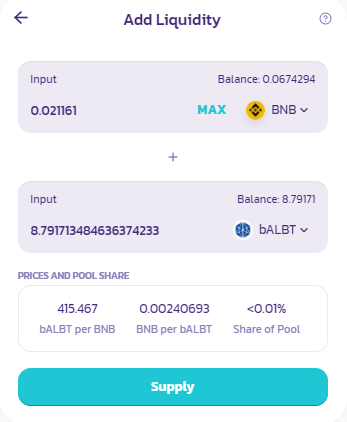 Add Liquidity
Input Balance: 0.0674294
0.021161 MAX BNB
+
Input Balance: 8.79171
8.791713484636374233 bALBT
PRICES AND POOL SHARE
415.467 0.00240693 <0.01%
bALBT per BNB BNB per bALBT Share of Pool
Supply